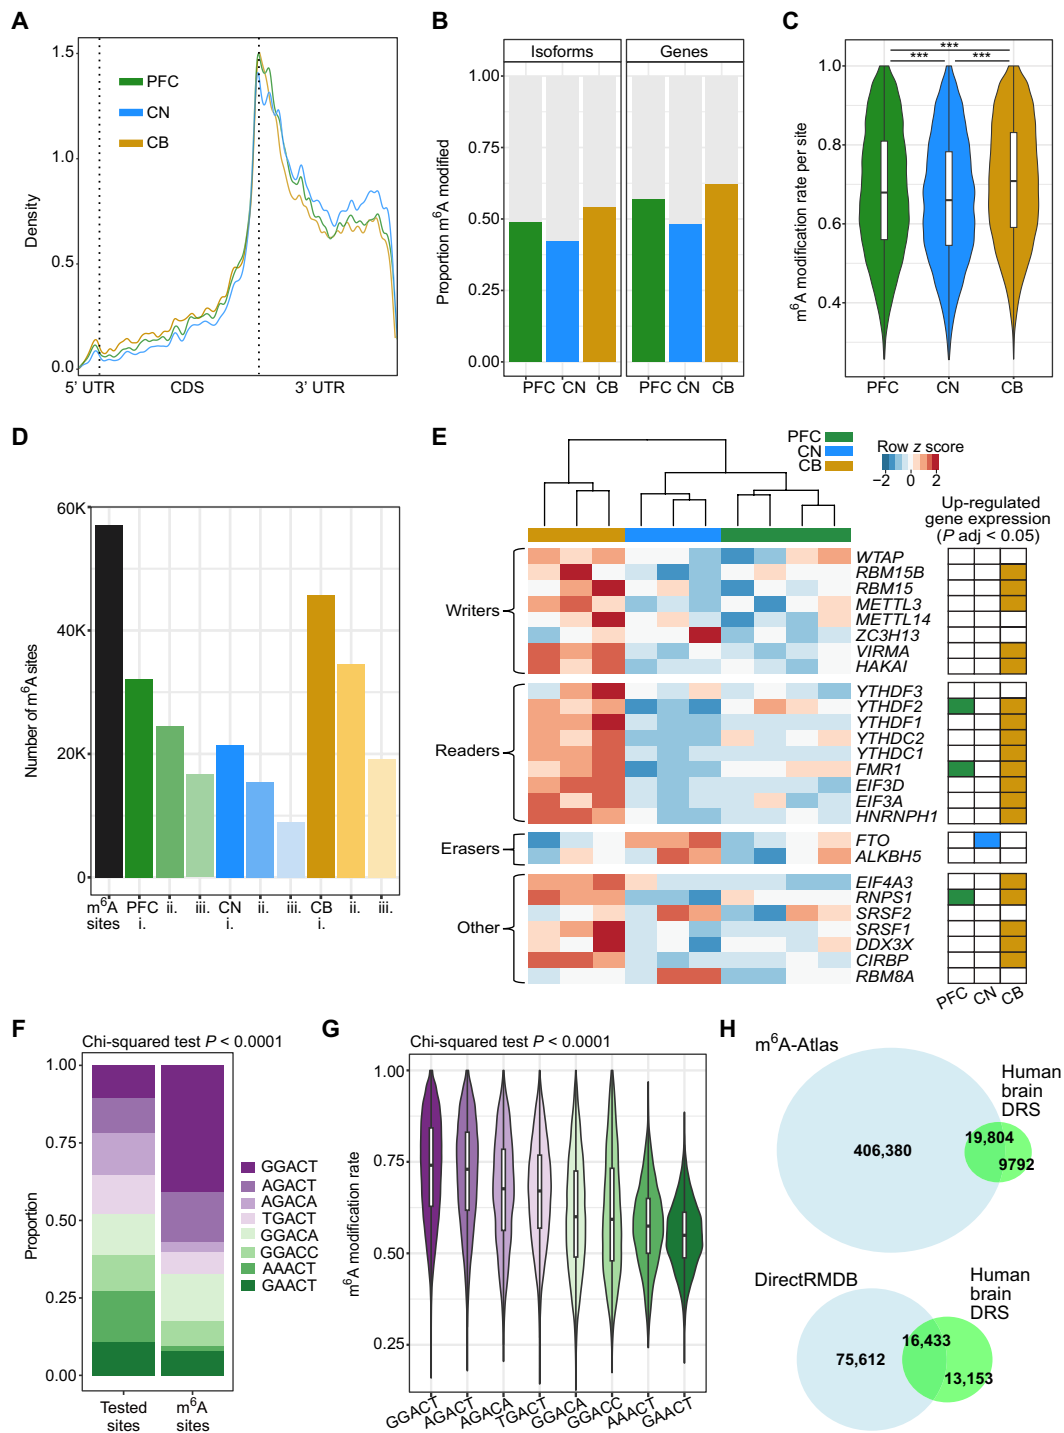 A
Density
1.5
1.0
0.5
0.0
PFC
CN
CB
5' UTR CDS 3' UTR
B
Proportion m⁶A modified
Isoforms Genes
1.00
0.75
0.50
0.25
0.00
PFC CN CB PFC CN CB
C
m⁶A modification rate per site
***
*** ***
1.0
0.8
0.6
0.4
PFC CN CB
D
Number of m⁶A sites
60K
40K
20K
0
m⁶A PFC ii. iii. CN ii. iii. CB ii. iii.
sites i. i. i.
E
PFC
CN
CB
Row z score
−2 0 2
Up-regulated
gene expression
(P adj < 0.05)
Writers
WTAP
RBM15B
RBM15
METTL3
METTL14
ZC3H13
VIRMA
HAKAI
Readers
YTHDF3
YTHDF2
YTHDF1
YTHDC2
YTHDC1
FMR1
EIF3D
EIF3A
HNRNPH1
Erasers
FTO
ALKBH5
Other
EIF4A3
RNPS1
SRSF2
SRSF1
DDX3X
CIRBP
RBM8A
PFC CN CB
F
Chi-squared test P < 0.0001
Proportion
1.00
0.75
0.50
0.25
0.00
Tested m⁶A
sites sites
GGACT
AGACT
AGACA
TGACT
GGACA
GGACC
AAACT
GAACT
G
Chi-squared test P < 0.0001
m⁶A modification rate
1.00
0.75
0.50
0.25
GGACT AGACT AGACA TGACT GGACA GGACC AAACT GAACT
H
m⁶A-Atlas
Human
brain
DRS
406,380
19,804
9792
DirectRMDB
Human
brain
DRS
75,612
16,433
13,153